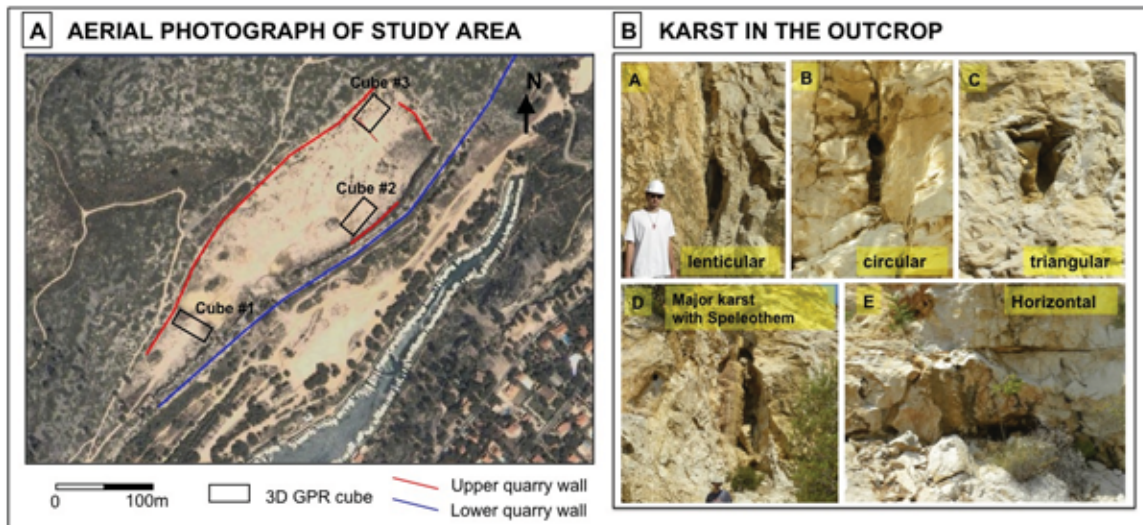 A AERIAL PHOTOGRAPH OF STUDY AREA
Cube #3
N
Cube #2
Cube #1
0 100m
3D GPR cube
Upper quarry wall
Lower quarry wall
B KARST IN THE OUTCROP
A
lenticular
B
circular
C
triangular
D
Major karst
with Speleothem
E
Horizontal